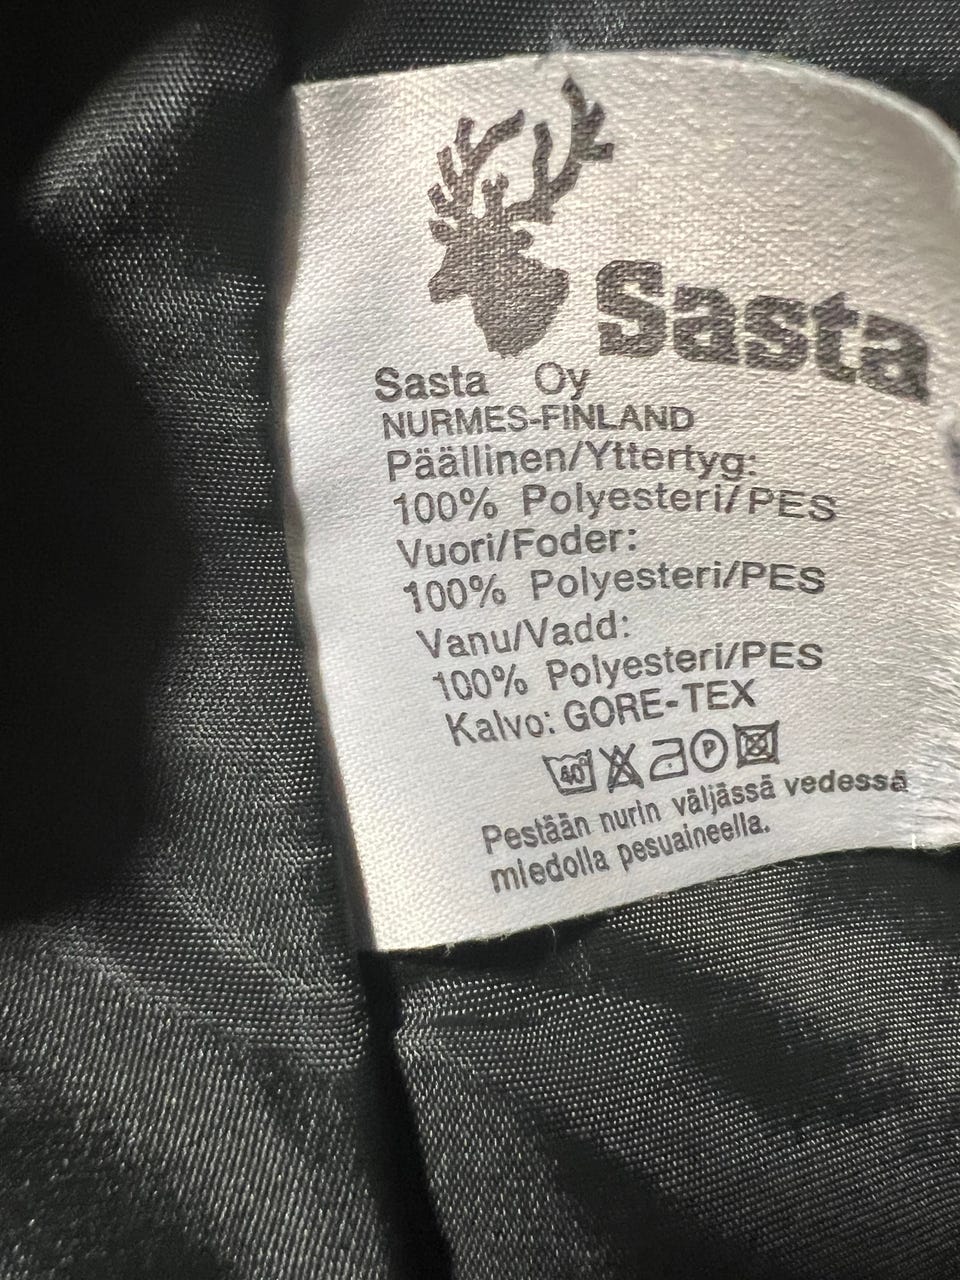 Sasta
Sasta Oy
NURMES-FINLAND
Päällinen/Yttertyg:
100% Polyesteri/PES
Vuori/Foder:
100% Polyesteri/PES
Vanu/Vadd:
100% Polyesteri/PES
Kalvo: GORE-TEX
40° P
Pestään nurin väljässä vedessä
miedolla pesuaineella.